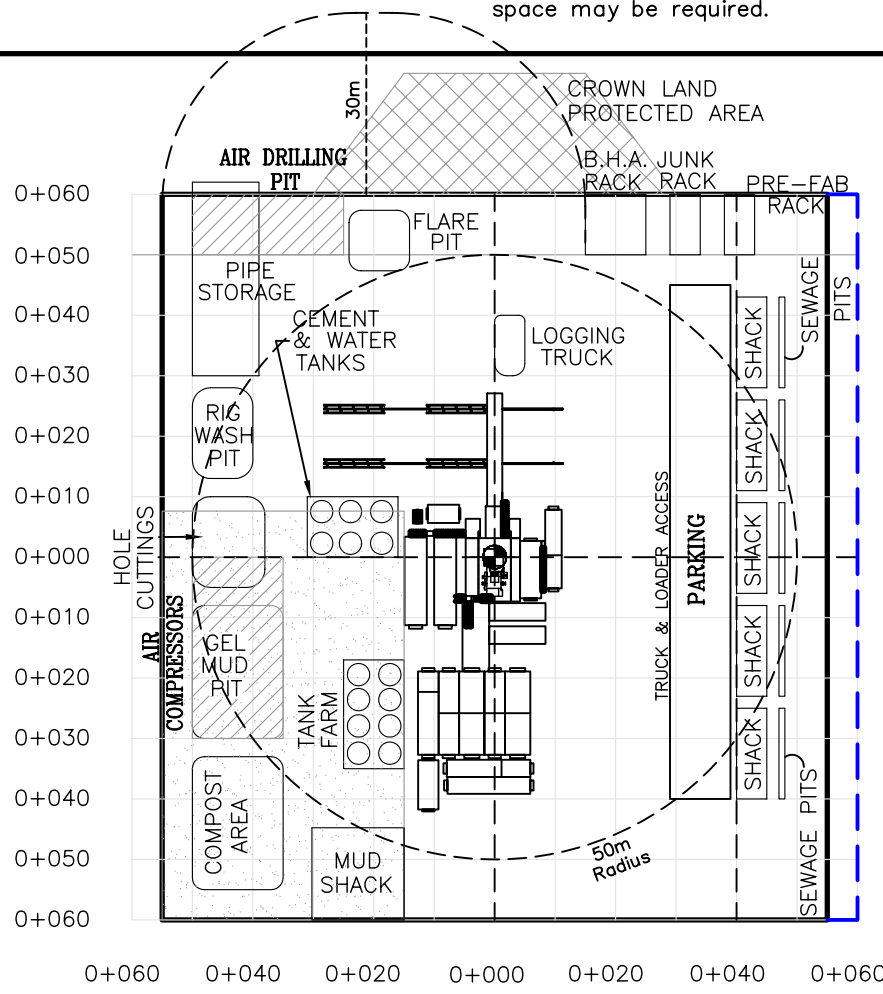 space may be required.
30m
CROWN LAND
PROTECTED AREA
AIR DRILLING
PIT
B.H.A.
RACK
JUNK
RACK
PRE-FAB
RACK
0+060
0+050
0+040
0+030
0+020
0+010
0+000
0+010
0+020
0+030
0+040
0+050
0+060
FLARE
PIT
PIPE
STORAGE
SEWAGE
PITS
CEMENT
& WATER
TANKS
LOGGING
TRUCK
SHACK
RIG
WASH
PIT
SHACK
HOLE
CUTTINGS
TRUCK & LOADER ACCESS
PARKING
SHACK
AIR
COMPRESSORS
GEL
MUD
PIT
SHACK
TANK
FARM
SHACK
COMPOST
AREA
MUD
SHACK
50m
Radius
SEWAGE PITS
0+060
0+040
0+020
0+000
0+020
0+040
0+060